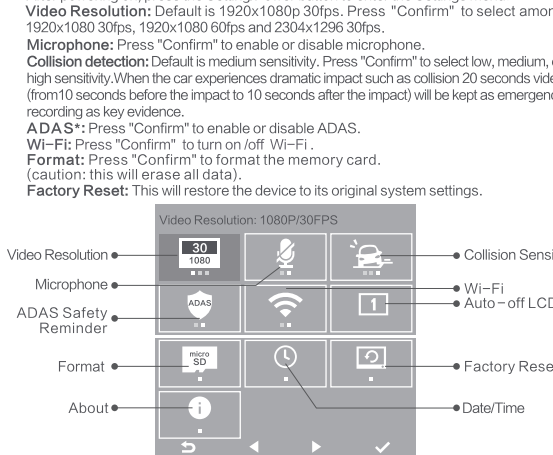 Video Resolution: Default is 1920x1080p 30fps. Press "Confirm" to select
1920x1080 30fps, 1920x1080 60fps and 2304x1296 30fps.
Microphone: Press "Confirm" to enable or disable microphone.
Collision detection: Default is medium sensitivity. Press "Confirm" to select low, medium,
high sensitivity.When the car experiences dramatic impact such as collision 20 seconds
(from10 seconds before the impact to 10 seconds after the impact) will be kept as
recording as key evidence.
ADAS*: Press "Confirm" to enable or disable ADAS.
Wi-Fi: Press "Confirm" to turn on /off Wi-Fi .
Format: Press "Confirm" to format the memory card.
(caution: this will erase all data).
Factory Reset: This will restore the device to its original system settings.
Video Resolution: 1080P/30FPS
30
1080
Video Resolution
Collision
Microphone
Wi-Fi
ADAS
1
Auto-off LCD
ADAS Safety
Reminder
micro
SD
Format
Factory
About
i
Date/Time